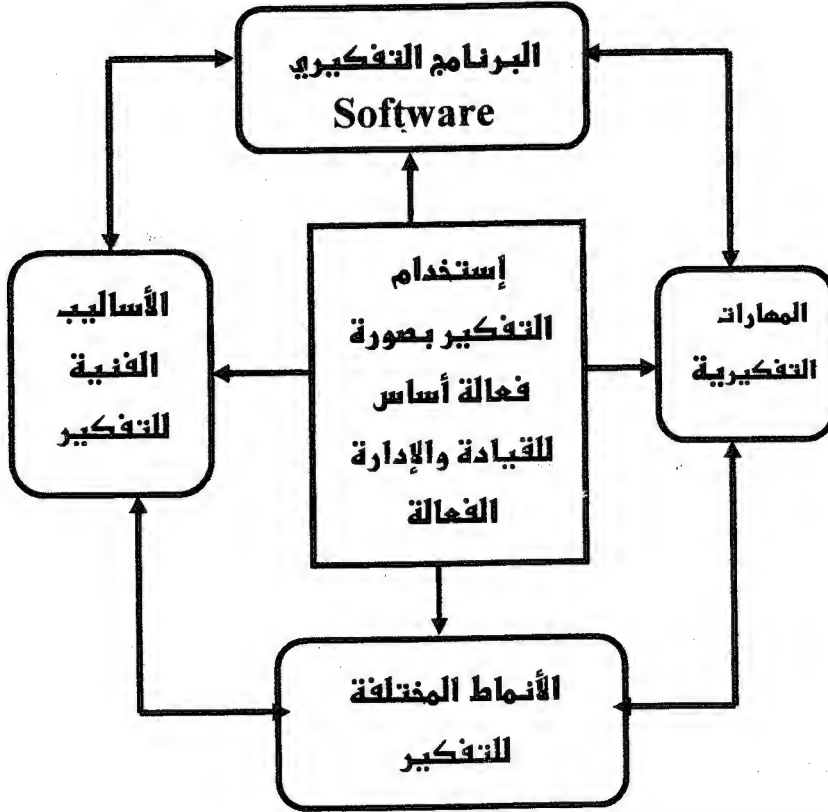 البرنامج التفكيري
Software
إستخدام
التفكير بصورة
فعالة أساس
للقيادة والإدارة
الفعالة
المهارات
التفكيرية
الأساليب
الفنية
للتفكير
الأنماط المختلفة
للتفكير